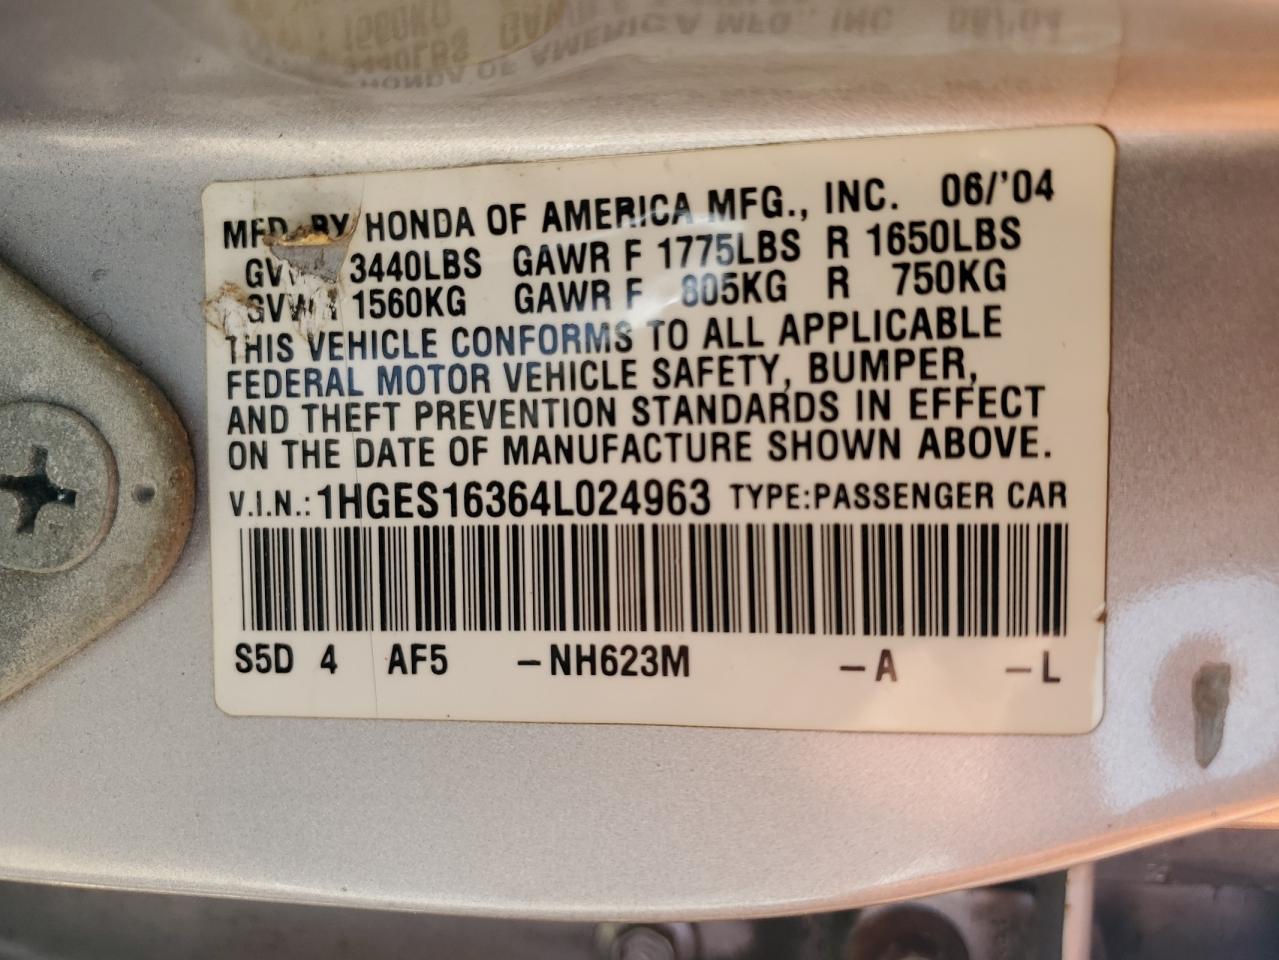 MFD. BY HONDA OF AMERICA MFG., INC. 06/'04
3440LBS GAWR F 1775LBS R 1650LBS
1560KG GAWR F 805KG R 750KG
THIS VEHICLE CONFORMS TO ALL APPLICABLE
FEDERAL MOTOR VEHICLE SAFETY, BUMPER,
AND THEFT PREVENTION STANDARDS IN EFFECT
ON THE DATE OF MANUFACTURE SHOWN ABOVE.
V.I.N.: 1HGES16364L024963 TYPE:PASSENGER CAR
S5D 4 AF5 -NH623M -A -L